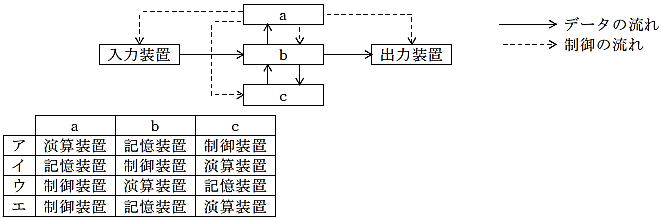 a
データの流れ
入力装置 b 出力装置
制御の流れ
c
a b c
ア 演算装置 記憶装置 制御装置
イ 記憶装置 制御装置 演算装置
ウ 制御装置 演算装置 記憶装置
エ 制御装置 記憶装置 演算装置